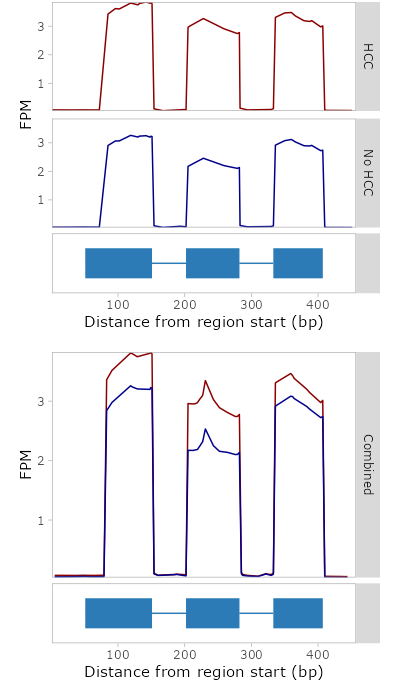 3
2
1
HCC
FPM
3
2
1
No HCC
100 200 300 400
Distance from region start (bp)
3
2
1
FPM
Combined
100 200 300 400
Distance from region start (bp)